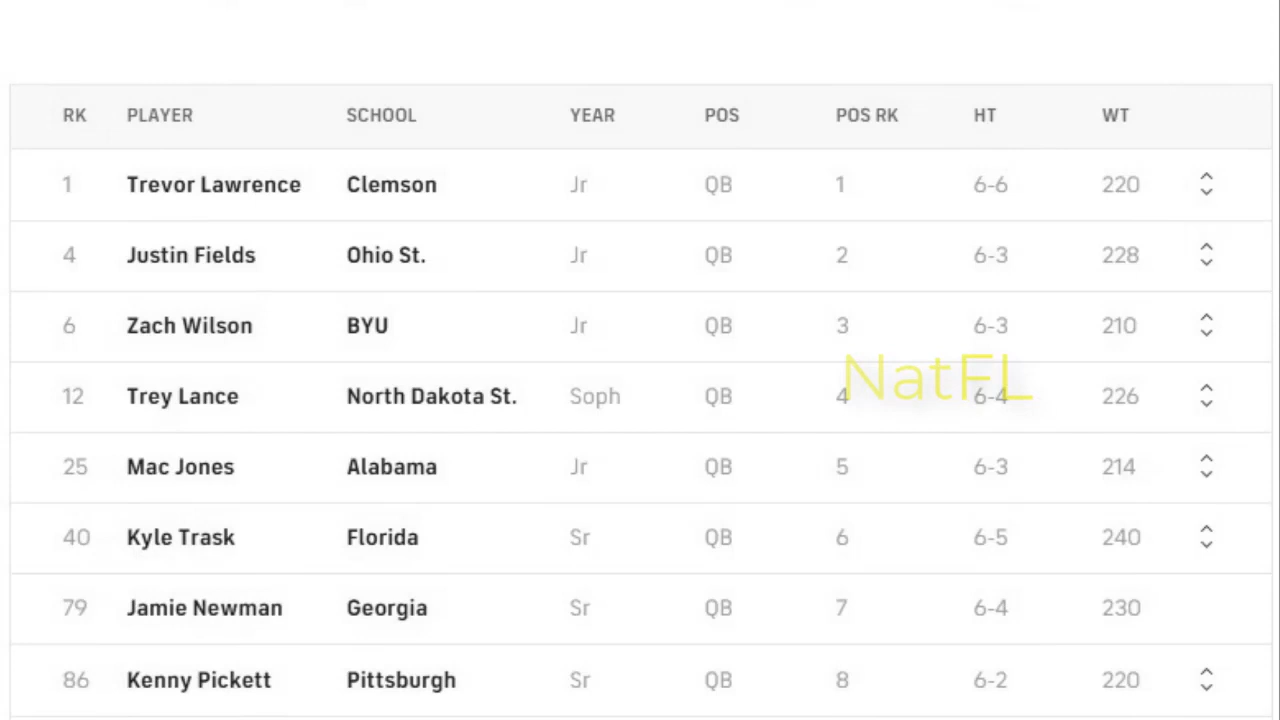 RK PLAYER SCHOOL YEAR POS POS RK HT WT
1 Trevor Lawrence Clemson Jr QB 1 6-6 220
4 Justin Fields Ohio St. Jr QB 2 6-3 228
6 Zach Wilson BYU Jr QB 3 6-3 210
NatFL
12 Trey Lance North Dakota St. Soph QB 4 6-4 226
25 Mac Jones Alabama Jr QB 5 6-3 214
40 Kyle Trask Florida Sr QB 6 6-5 240
79 Jamie Newman Georgia Sr QB 7 6-4 230
86 Kenny Pickett Pittsburgh Sr QB 8 6-2 220